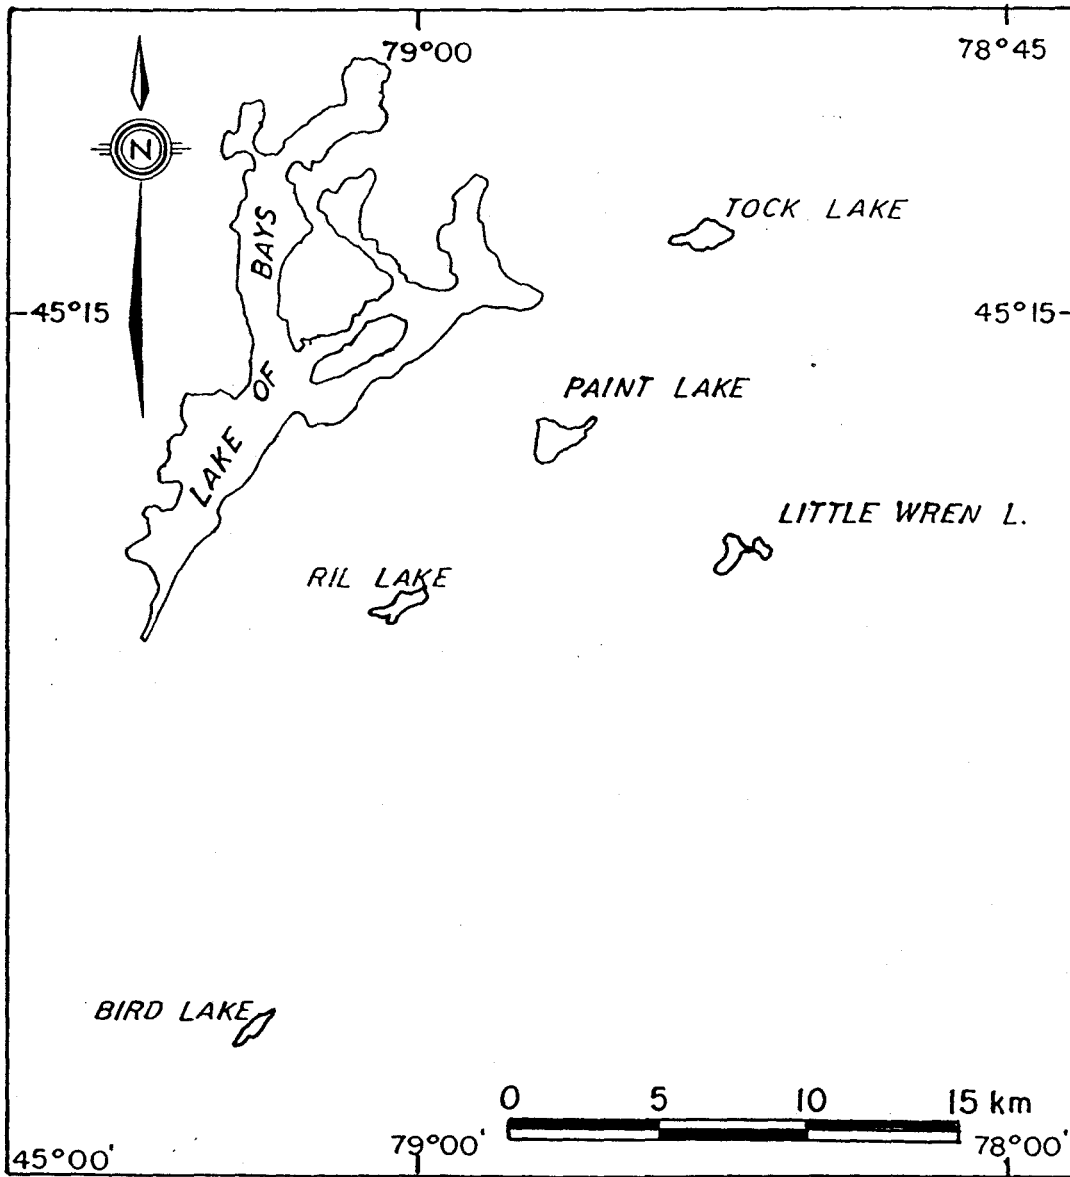 79°00
78°45
N
TOCK LAKE
BAYS
45°15
45°15
OF
PAINT LAKE
LAKE
LITTLE WREN L.
RIL LAKE
BIRD LAKE
0 5 10 15 km
45°00'
79°00'
78°00'